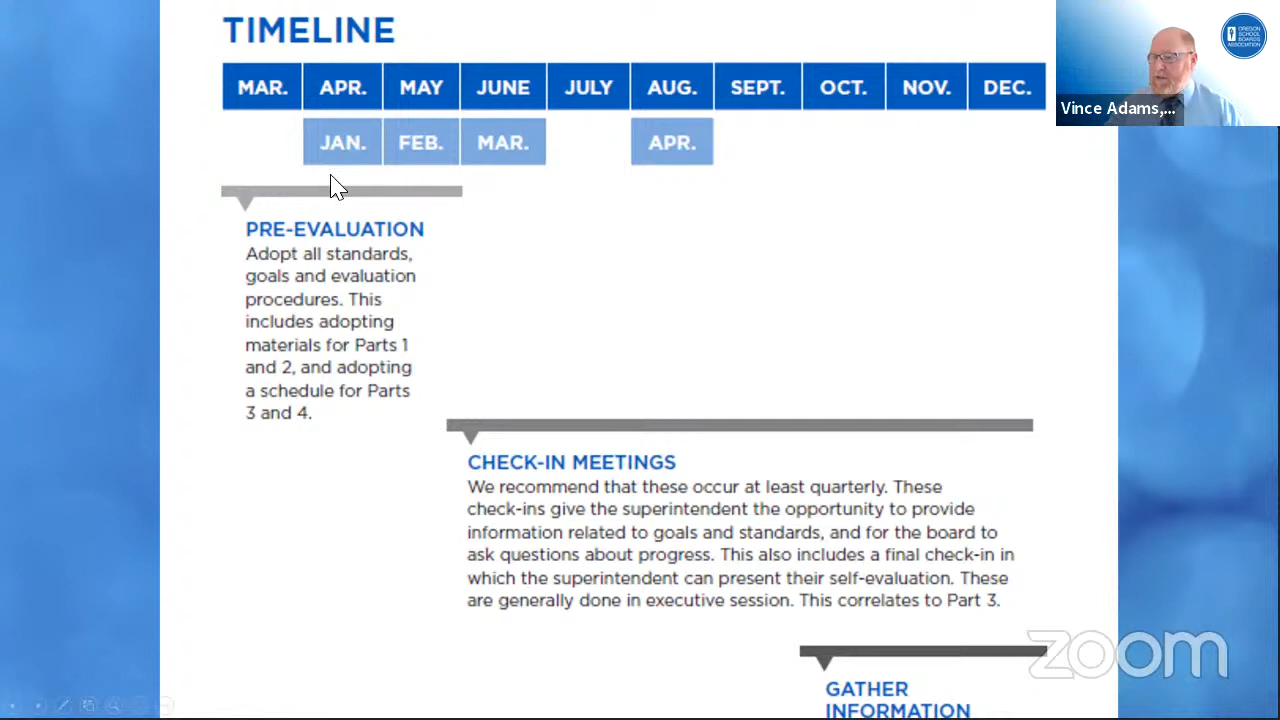 TIMELINE
MAR. APR. MAY JUNE JULY AUG. SEPT. OCT. NOV. DEC.
JAN. FEB. MAR. APR.
PRE-EVALUATION
Adopt all standards,
goals and evaluation
procedures. This
includes adopting
materials for Parts 1
and 2, and adopting
a schedule for Parts
3 and 4.
CHECK-IN MEETINGS
We recommend that these occur at least quarterly. These
check-ins give the superintendent the opportunity to provide
information related to goals and standards, and for the board to
ask questions about progress. This also includes a final check-in in
which the superintendent can present their self-evaluation. These
are generally done in executive session. This correlates to Part 3.
GATHER
INFORMATION
OREGON
SCHOOL
BOARDS
ASSOCIATION
Vince Adams,...
zoom